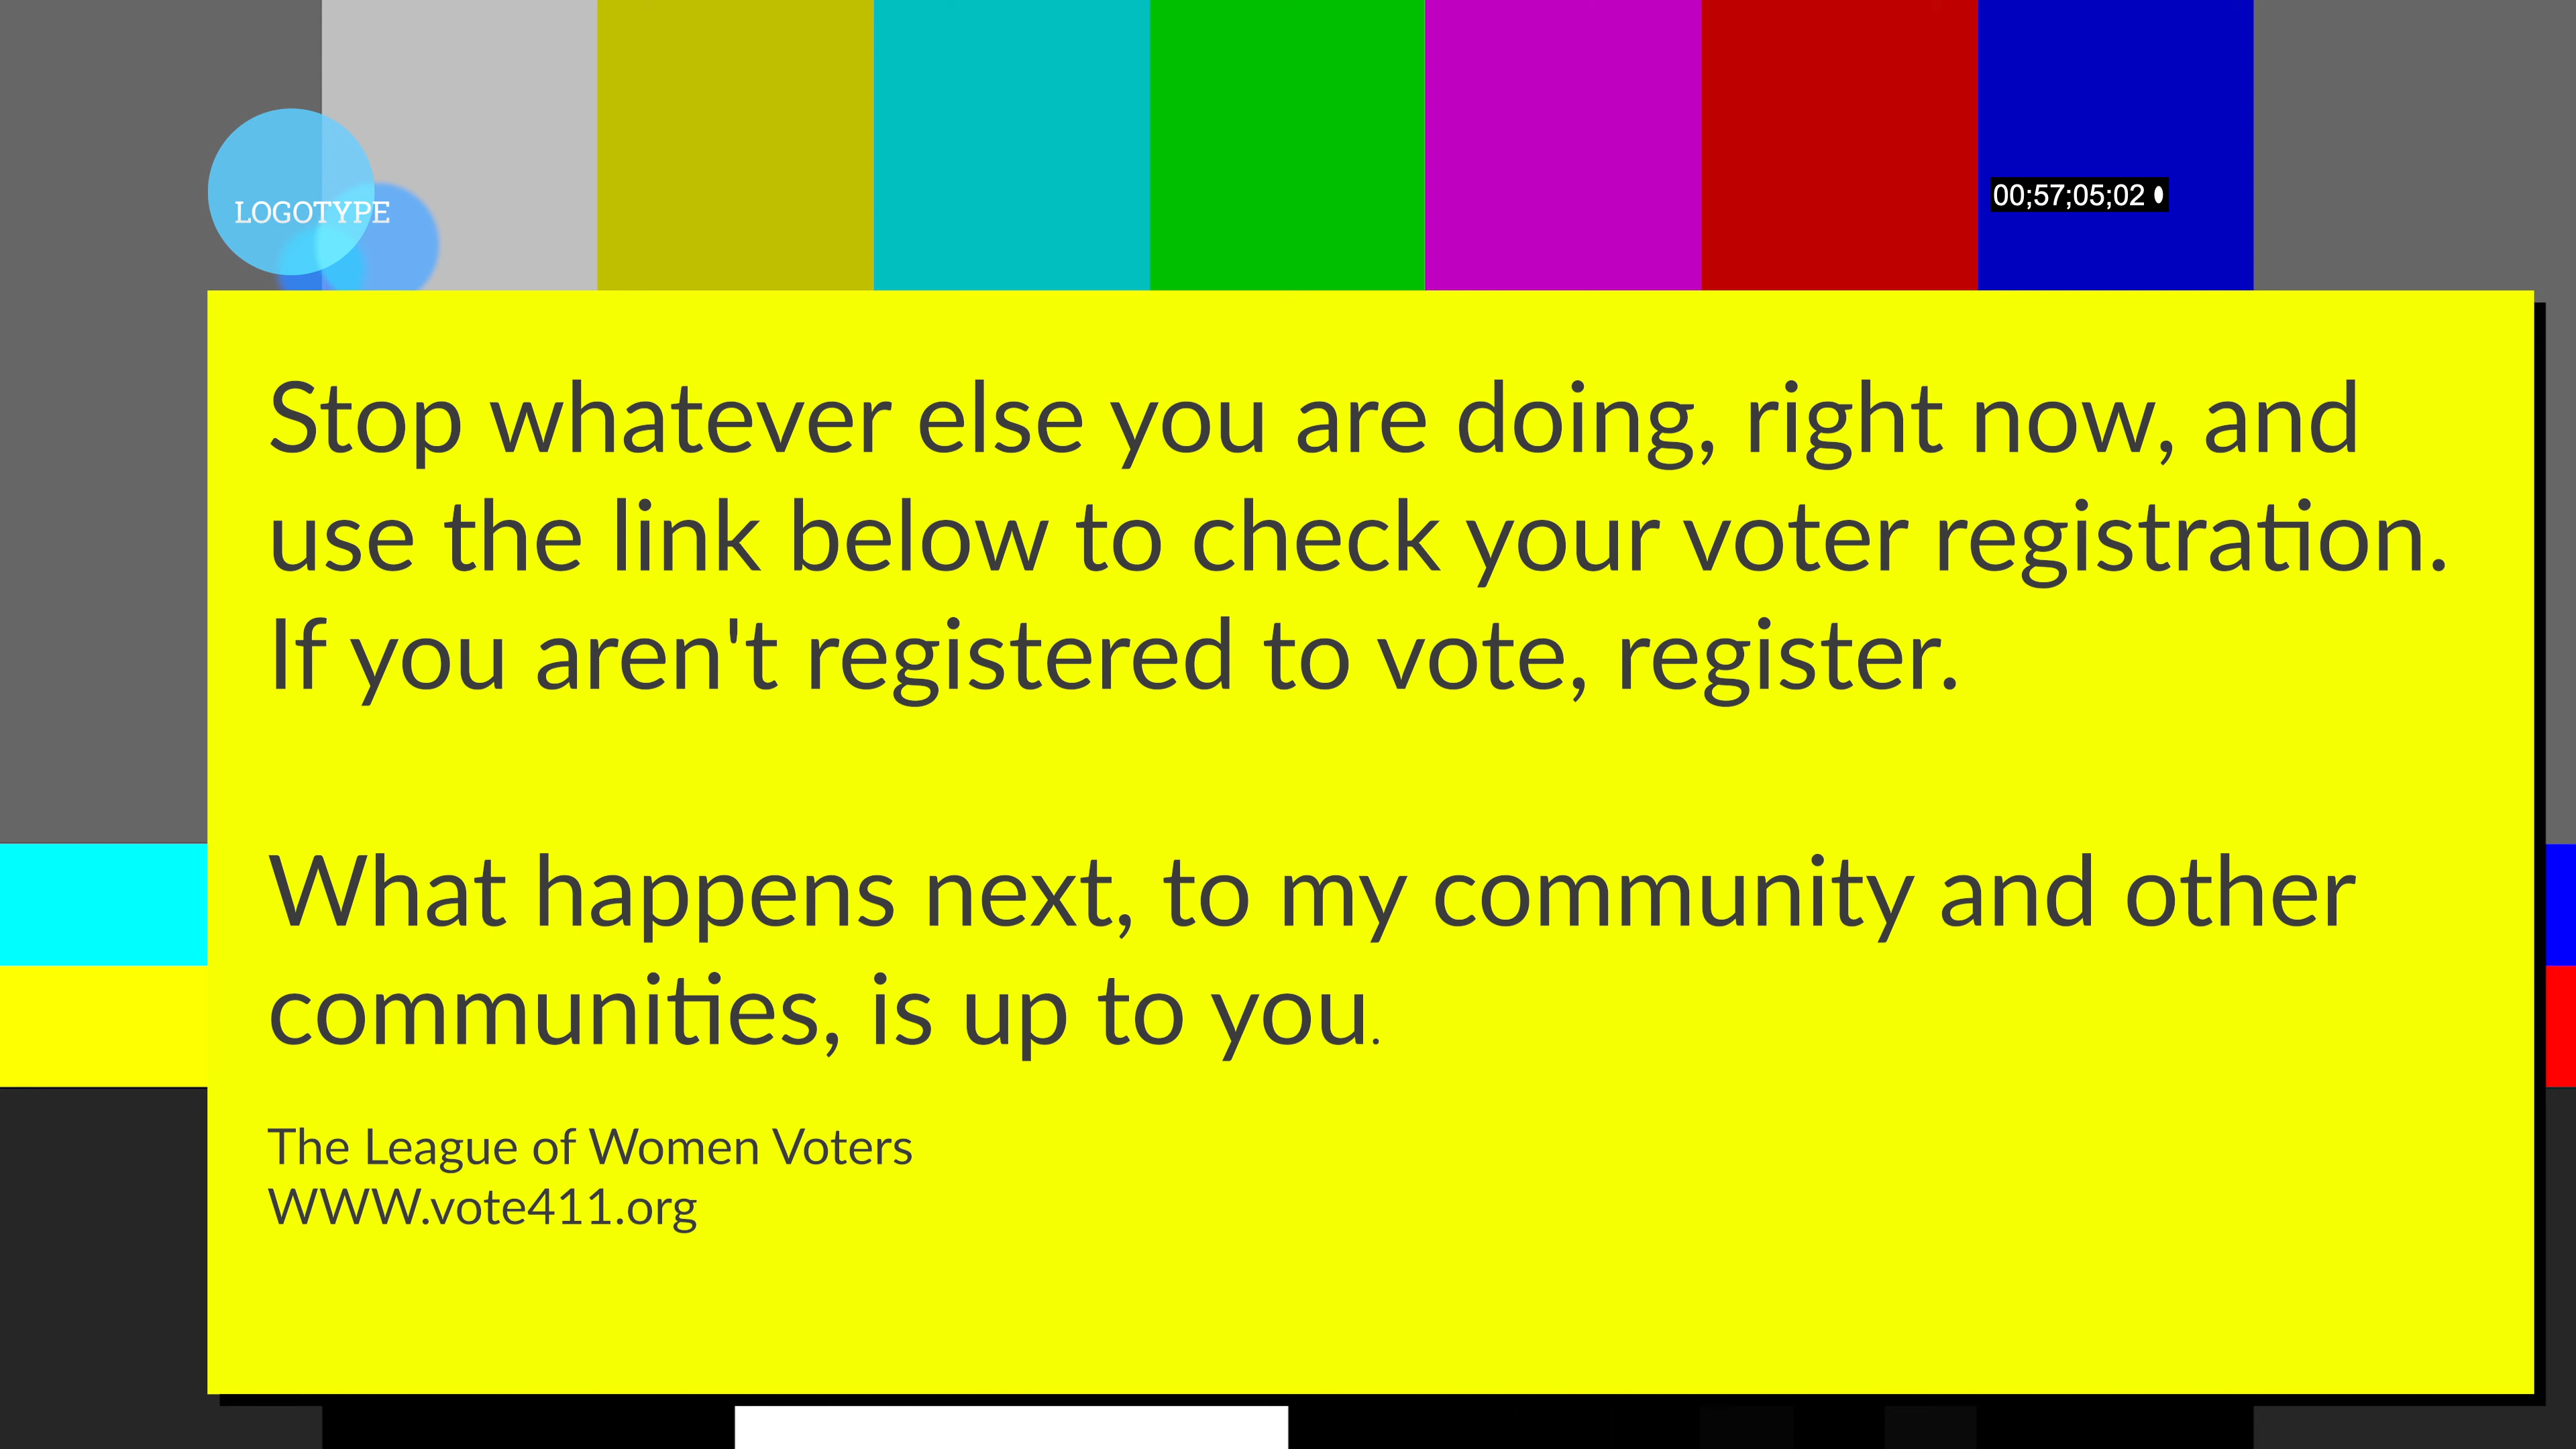 LOGOTYPE
00;57;05;02
Stop whatever else you are doing, right now, and
use the link below to check your voter registration.
If you aren't registered to vote, register.
What happens next, to my community and other
communities, is up to you.
The League of Women Voters
WWW.vote411.org